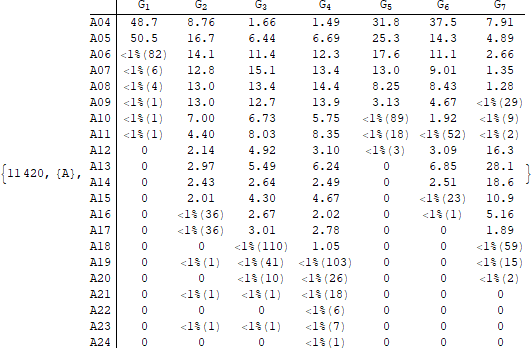 G1 G2 G3 G4 G5 G6 G7
A04 48.7 8.76 1.66 1.49 31.8 37.5 7.91
A05 50.5 16.7 6.44 6.69 25.3 14.3 4.89
A06 <1%(82) 14.1 11.4 12.3 17.6 11.1 2.66
A07 <1%(6) 12.8 15.1 13.4 13.0 9.01 1.35
A08 <1%(4) 13.0 13.4 14.4 8.25 8.43 1.28
A09 <1%(1) 13.0 12.7 13.9 3.13 4.67 <1%(29)
A10 <1%(1) 7.00 6.73 5.75 <1%(89) 1.92 <1%(9)
A11 <1%(1) 4.40 8.03 8.35 <1%(18) <1%(52) <1%(2)
A12 0 2.14 4.92 3.10 <1%(3) 3.09 16.3
{11420, {A}, A13 0 2.97 5.49 6.24 0 6.85 28.1 }
A14 0 2.43 2.64 2.49 0 2.51 18.6
A15 0 2.01 4.30 4.67 0 <1%(23) 10.9
A16 0 <1%(36) 2.67 2.02 0 <1%(1) 5.16
A17 0 <1%(36) 3.01 2.78 0 0 1.89
A18 0 0 <1%(110) 1.05 0 0 <1%(59)
A19 0 <1%(1) <1%(41) <1%(103) 0 0 <1%(15)
A20 0 0 <1%(10) <1%(26) 0 0 <1%(2)
A21 0 <1%(1) <1%(1) <1%(18) 0 0 0
A22 0 0 0 <1%(6) 0 0 0
A23 0 <1%(1) <1%(1) <1%(7) 0 0 0
A24 0 0 0 <1%(1) 0 0 0